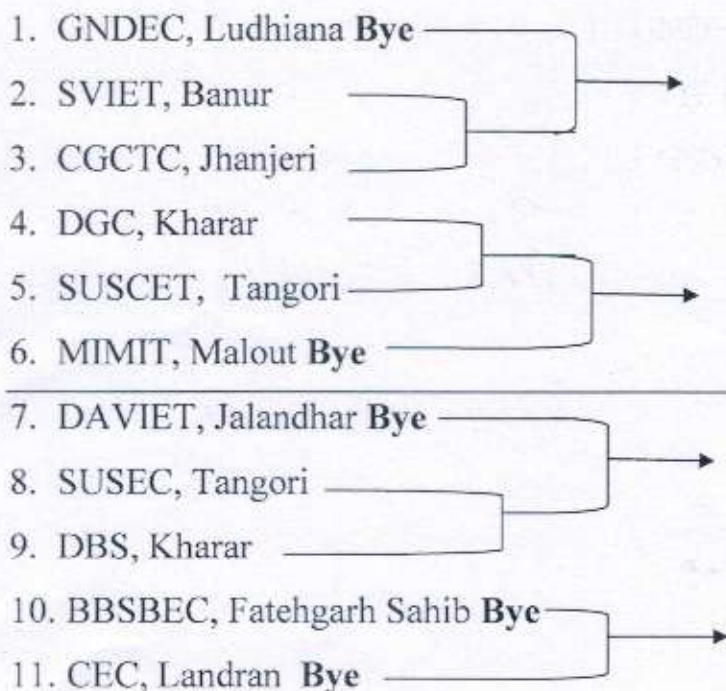 1. GNDEC, Ludhiana Bye
2. SVIET, Banur
3. CGCTC, Jhanjeri
4. DGC, Kharar
5. SUSCET, Tangori
6. MIMIT, Malout Bye
7. DAVIET, Jalandhar Bye
8. SUSEC, Tangori
9. DBS, Kharar
10. BBSBEC, Fatehgarh Sahib Bye
11. CEC, Landran Bye